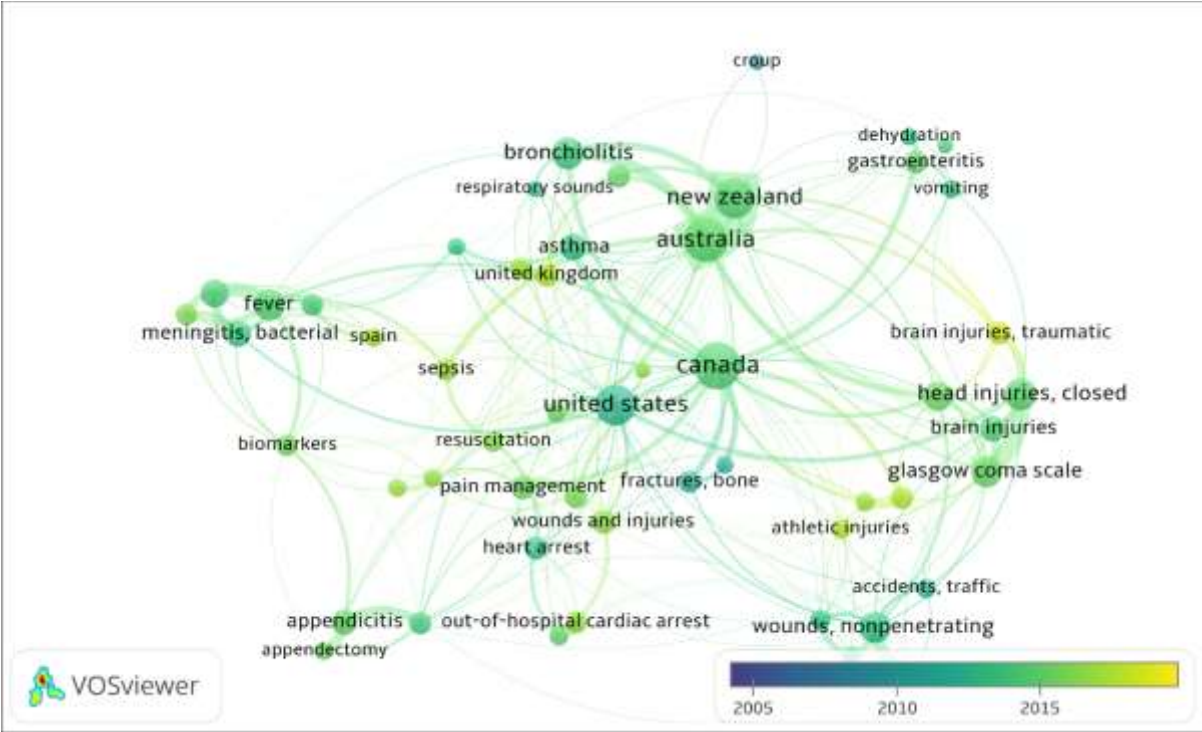 croup
dehydration
bronchiolitis
gastroenteritis
respiratory sounds
vomiting
new zealand
australia
asthma
united kingdom
fever
meningitis, bacterial
spain
brain injuries, traumatic
sepsis
canada
head injuries, closed
united states
brain injuries
biomarkers
resuscitation
glasgow coma scale
pain management
fractures, bone
wounds and injuries
athletic injuries
heart arrest
accidents, traffic
appendicitis
out-of-hospital cardiac arrest
wounds, nonpenetrating
appendectomy
VOSviewer
2005
2010
2015